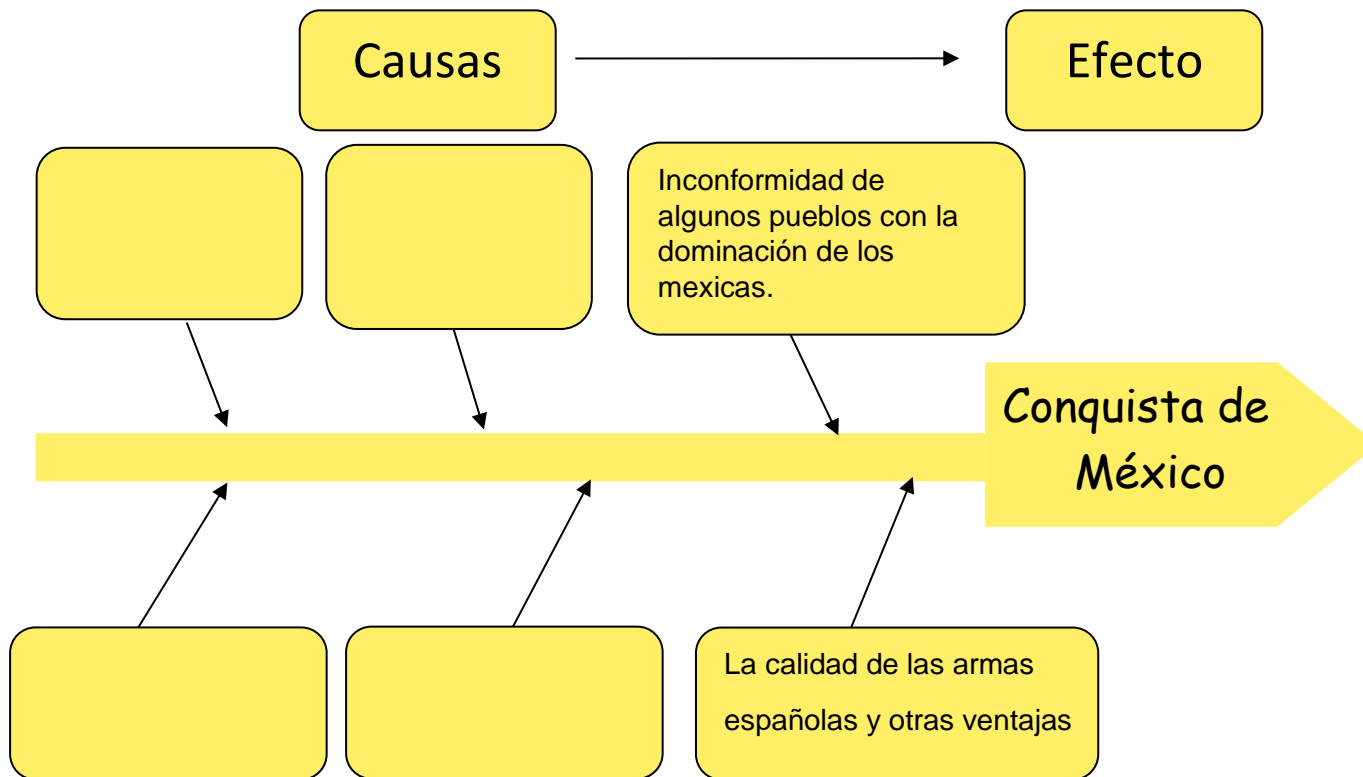 Causas
Efecto
Inconformidad de
algunos pueblos con la
dominación de los
mexicas.
Conquista de
México
La calidad de las armas
españolas y otras ventajas